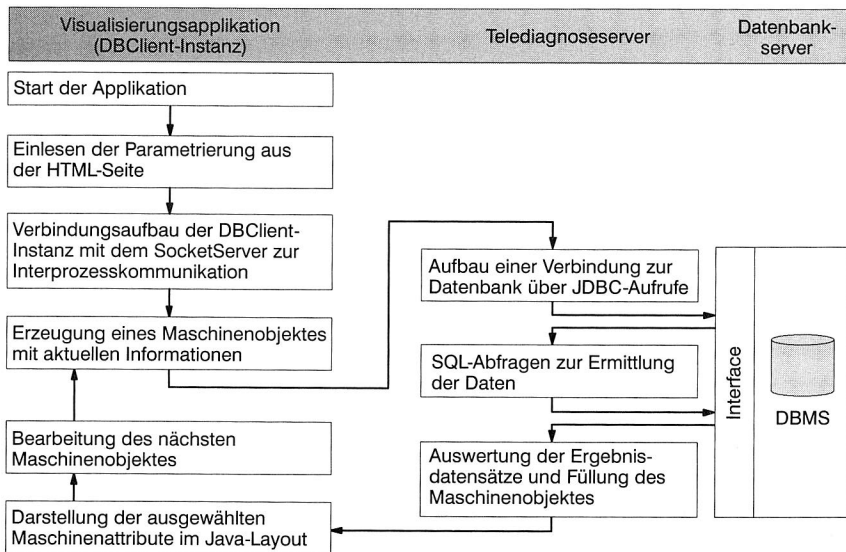 Visualisierungsapplikation
(DBClient-Instanz)
Telediagnoseserver
Datenbank-
server
Start der Applikation
Einlesen der Parametrierung aus
der HTML-Seite
Verbindungsaufbau der DBClient-
Instanz mit dem SocketServer zur
Interprozesskommunikation
Erzeugung eines Maschinenobjektes
mit aktuellen Informationen
Aufbau einer Verbindung zur
Datenbank über JDBC-Aufrufe
SQL-Abfragen zur Ermittlung
der Daten
Auswertung der Ergebnis-
datensätze und Füllung des
Maschinenobjektes
Interface
DBMS
Bearbeitung des nächsten
Maschinenobjektes
Darstellung der ausgewählten
Maschinenattribute im Java-Layout